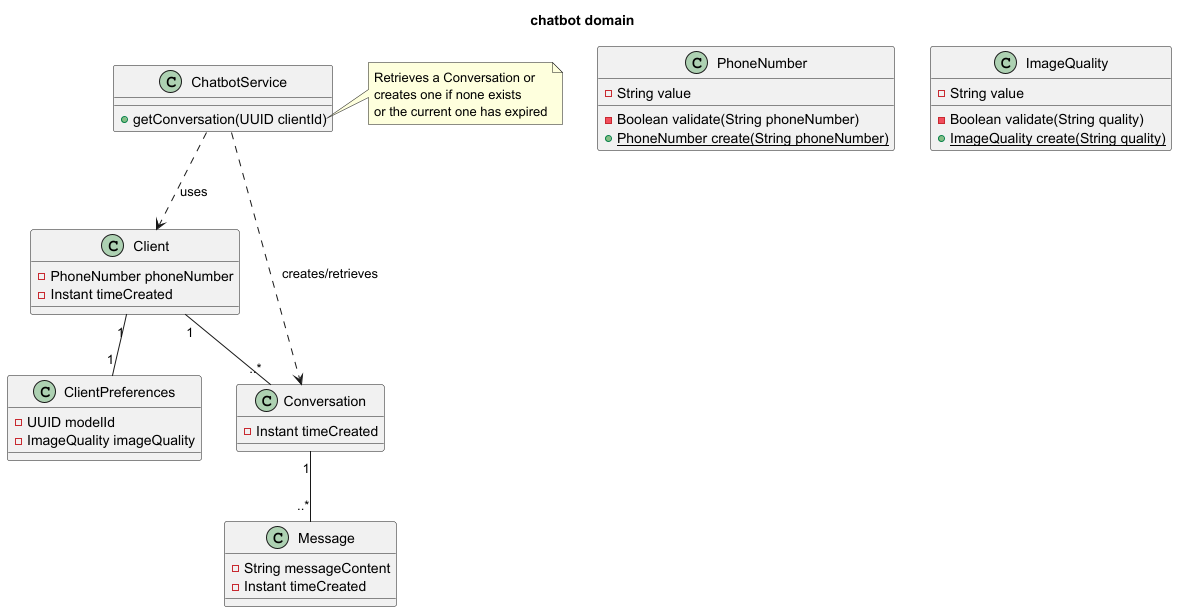 chatbot domain
C ChatbotService
getConversation(UUID clientId)
Retrieves a Conversation or
creates one if none exists
or the current one has expired
C PhoneNumber
String value
Boolean validate(String phoneNumber)
PhoneNumber create(String phoneNumber)
C ImageQuality
String value
Boolean validate(String quality)
ImageQuality create(String quality)
uses
creates/retrieves
C Client
PhoneNumber phoneNumber
Instant timeCreated
1
1
1
..*
C ClientPreferences
UUID modelId
ImageQuality imageQuality
C Conversation
Instant timeCreated
1
..*
C Message
String messageContent
Instant timeCreated